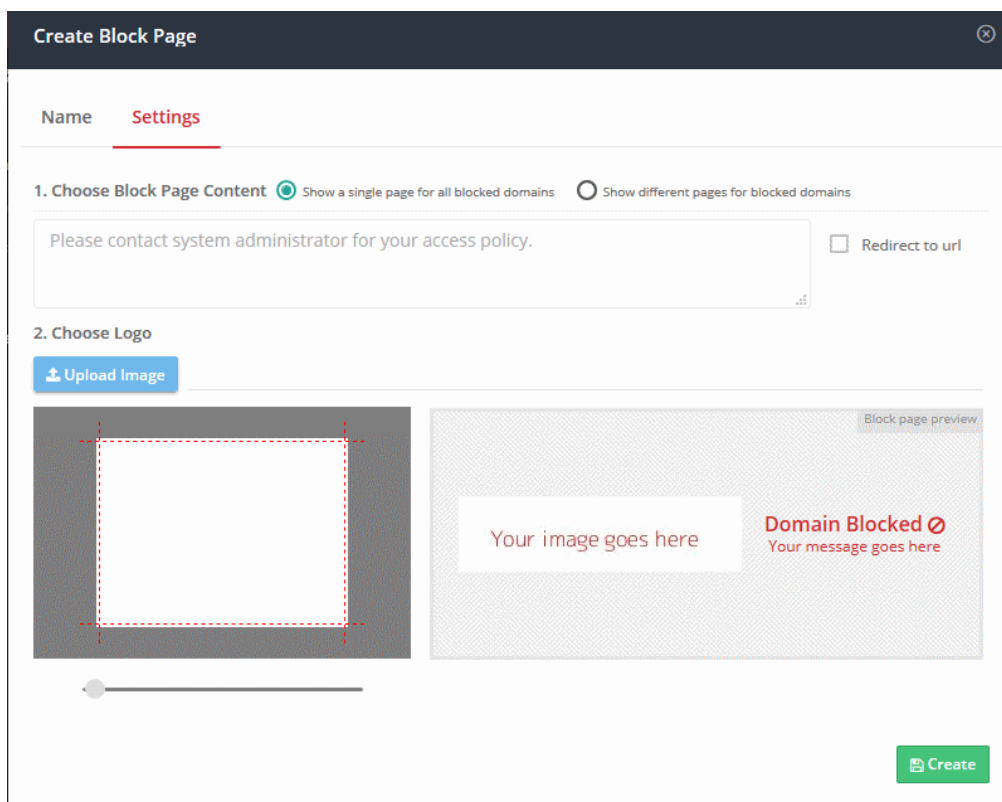 Create Block Page
Name Settings
1. Choose Block Page Content Show a single page for all blocked domains Show different pages for blocked domains
Please contact system administrator for your access policy.
Redirect to url
2. Choose Logo
Upload Image
Block page preview
Your image goes here
Domain Blocked
Your message goes here
Create